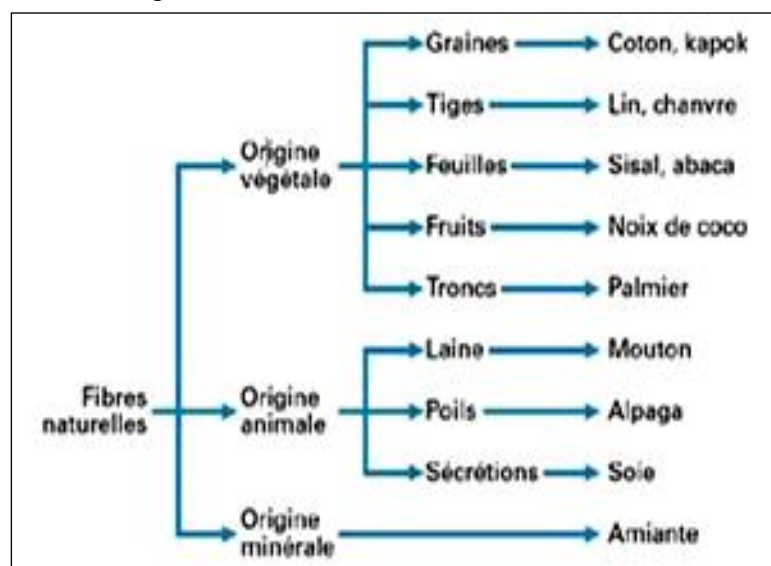 Graines Coton, kapok
Tiges Lin, chanvre
Origine
végétale
Feuilles Sisal, abaca
Fruits Noix de coco
Troncs Palmier
Laine Mouton
Fibres
naturelles
Origine
animale
Poils Alpaga
Sécrétions Soie
Origine
minérale
Amiante